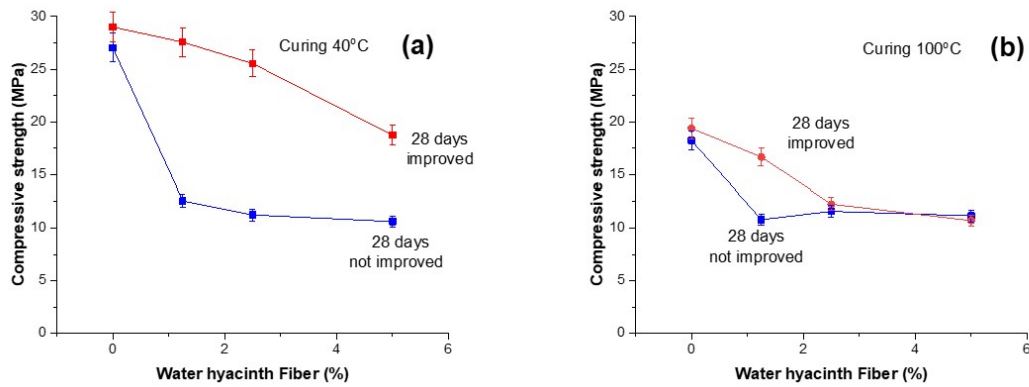 30
25
20
15
10
5
0
Compressive strength (MPa)
Curing 40ºC
(a)
28 days
improved
28 days
not improved
0
2
4
6
Water hyacinth Fiber (%)
30
25
20
15
10
5
0
Compressive strength (MPa)
Curing 100ºC
(b)
28 days
improved
28 days
not improved
0
2
4
6
Water hyacinth Fiber (%)